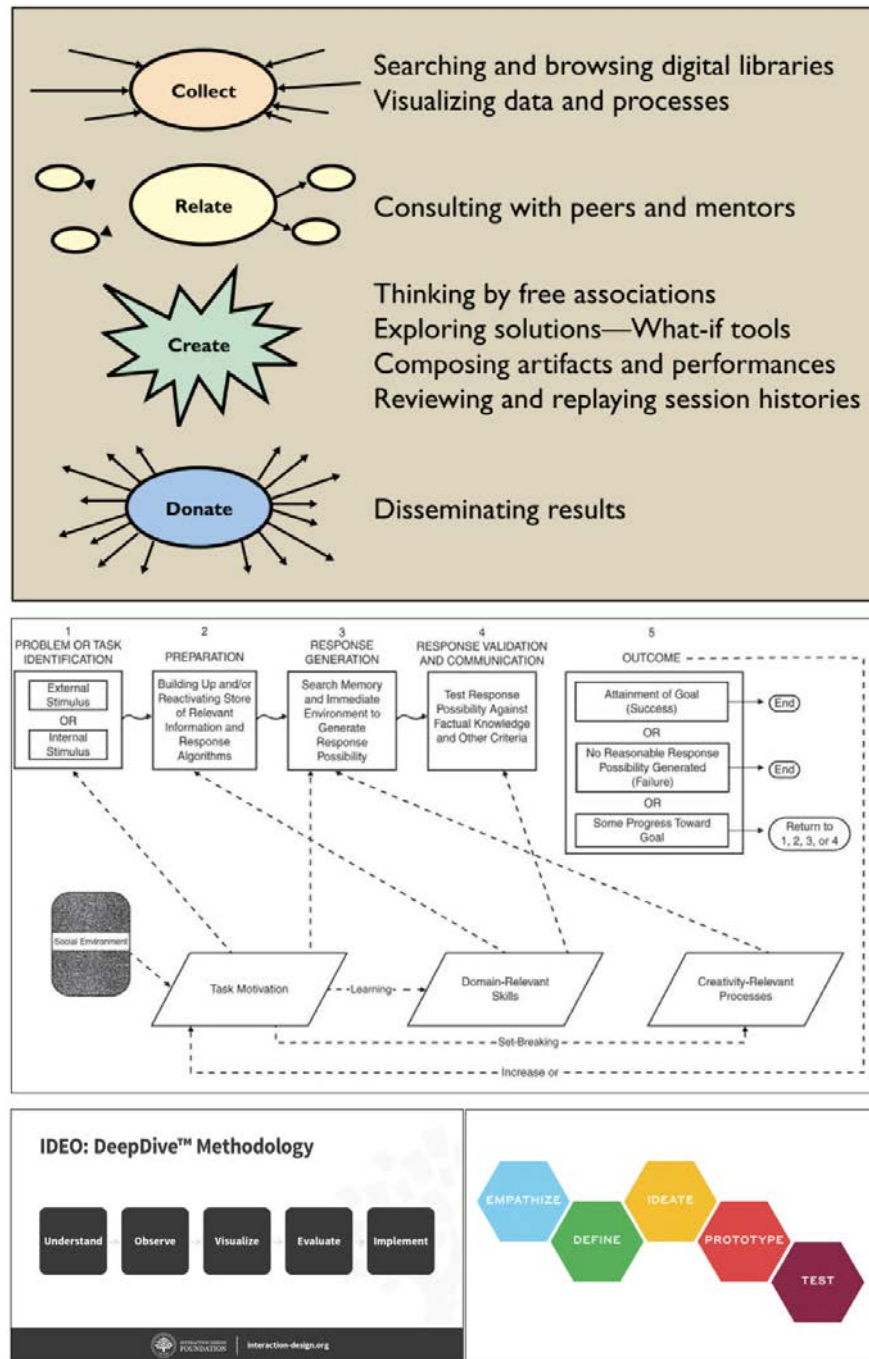 Collect
Searching and browsing digital libraries
Visualizing data and processes
Relate
Consulting with peers and mentors
Create
Thinking by free associations
Exploring solutions—What-if tools
Composing artifacts and performances
Reviewing and replaying session histories
Donate
Disseminating results
1
PROBLEM OR TASK
IDENTIFICATION
External
Stimulus
OR
Internal
Stimulus
2
PREPARATION
Building Up and/or
Reactivating Store
of Relevant
Information and
Response
Algorithms
3
RESPONSE
GENERATION
Search Memory
and Immediate
Environment to
Generate
Response
Possibility
4
RESPONSE VALIDATION
AND COMMUNICATION
Test Response
Possibility Against
Factual Knowledge
and Other Criteria
5
OUTCOME
Attainment of Goal
(Success)
End
OR
No Reasonable Response
Possibility Generated
(Failure)
End
OR
Some Progress Toward
Goal
Return to
1, 2, 3, or 4
Social Environment
Task Motivation
Learning
Domain-Relevant
Skills
Creativity-Relevant
Processes
Set-Breaking
Increase or
IDEO: DeepDive™ Methodology
Understand
Observe
Visualize
Evaluate
Implement
INTERACTION DESIGN
FOUNDATION
interaction-design.org
EMPATHIZE
DEFINE
IDEATE
PROTOTYPE
TEST